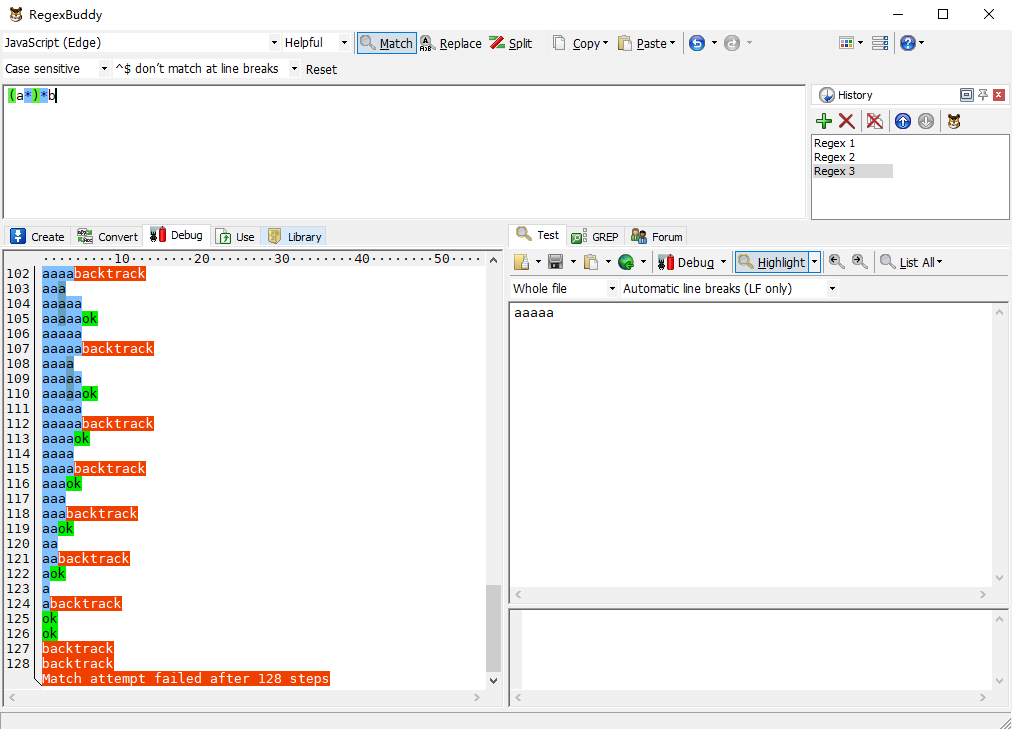 RegexBuddy
JavaScript (Edge) Helpful Match Replace Split Copy Paste
Case sensitive ^$ don't match at line breaks Reset
(a*)*b
History
Regex 1
Regex 2
Regex 3
Create Convert Debug Use Library
·········10········20········30········40········50····
102 aaaabacktrack
103 aaa
104 aaaaa
105 aaaaaok
106 aaaaa
107 aaaaabacktrack
108 aaaa
109 aaaaa
110 aaaaaok
111 aaaaa
112 aaaaabacktrack
113 aaaaok
114 aaaa
115 aaaabacktrack
116 aaaok
117 aaa
118 aaabacktrack
119 aaok
120 aa
121 aabacktrack
122 aok
123 a
124 abacktrack
125 ok
126 ok
127 backtrack
128 backtrack
Match attempt failed after 128 steps
Test GREP Forum
Debug Highlight List All
Whole file Automatic line breaks (LF only)
aaaaa